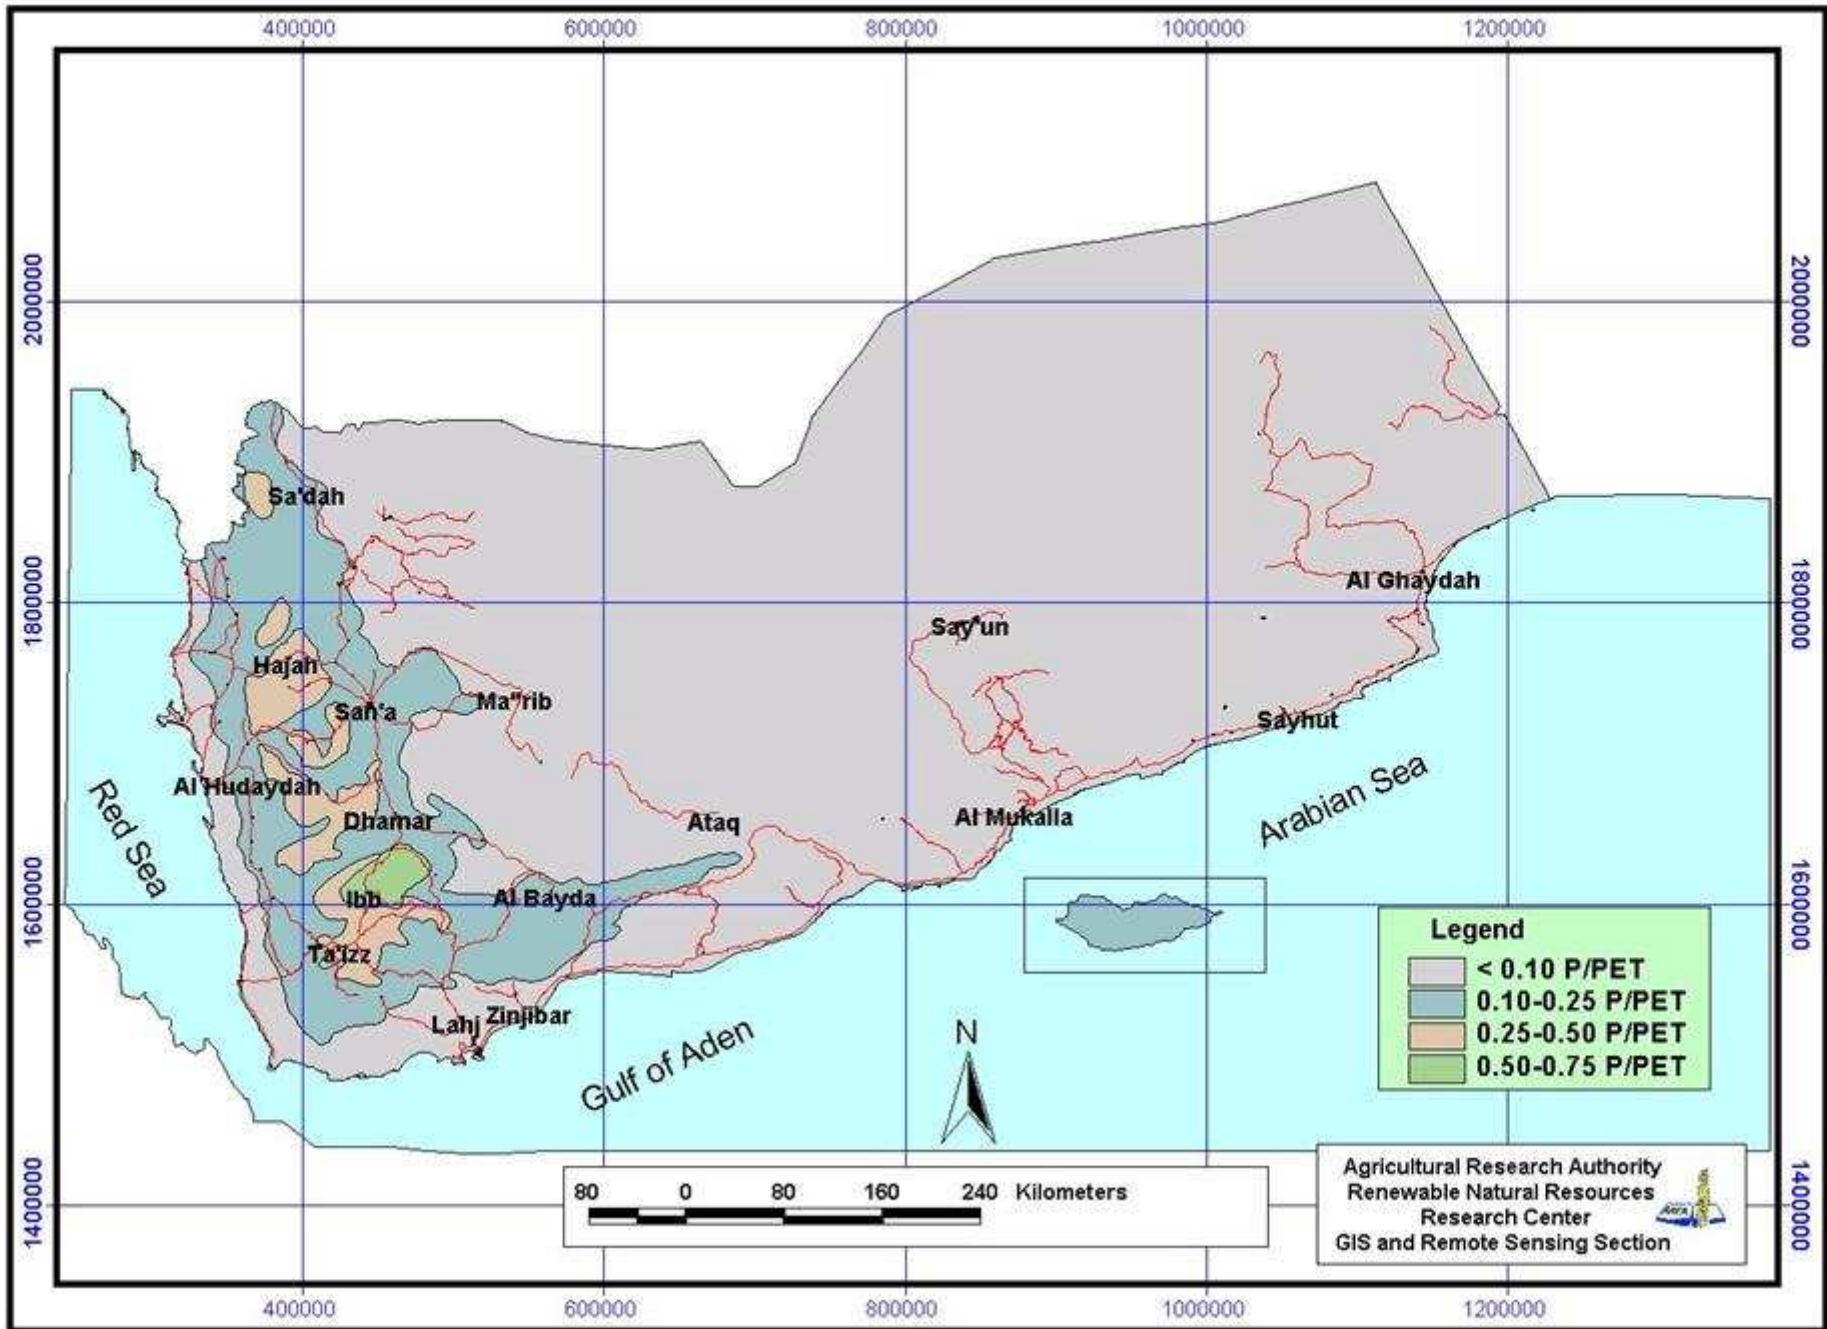 400000 600000 800000 1000000 1200000
2000000 2000000
Sa'dah
1800000 Al Ghaydah 1800000
Say'un
Hajah
San'a Ma"rib
Sayhut
Al Hudaydah
Red Sea
Dhamar Ataq Al Mukalla
Arabian Sea
1600000 Ibb Al Bayda 1600000
Ta'izz
Lahj Zinjibar
Gulf of Aden
N
Legend
< 0.10 P/PET
0.10-0.25 P/PET
0.25-0.50 P/PET
0.50-0.75 P/PET
80 0 80 160 240 Kilometers
Agricultural Research Authority
Renewable Natural Resources
Research Center
GIS and Remote Sensing Section
1400000 1400000
400000 600000 800000 1000000 1200000